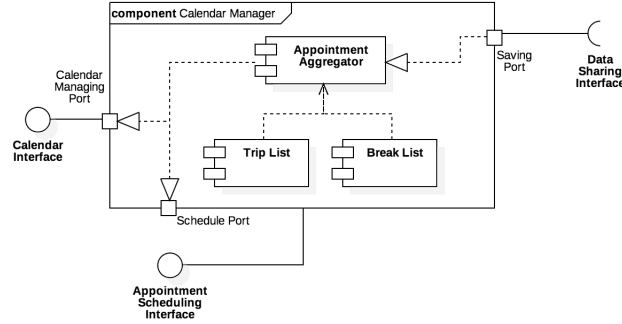 component Calendar Manager
Appointment
Aggregator
Saving
Port
Data
Sharing
Interface
Calendar
Managing
Port
Calendar
Interface
Trip List
Break List
Schedule Port
Appointment
Scheduling
Interface